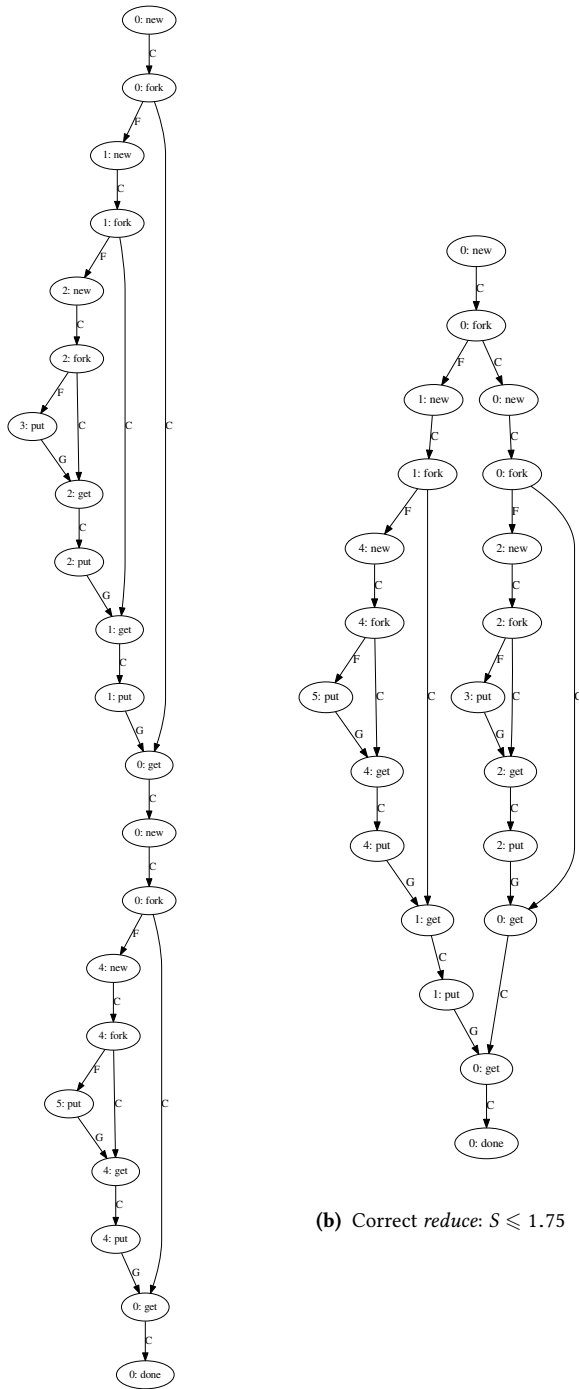 0: new
C
0: fork
F
1: new
C
1: fork
F
2: new
C
2: fork
F
3: put
C
C
C
G
2: get
C
2: put
G
1: get
C
1: put
G
0: get
C
0: new
C
0: fork
F
4: new
C
4: fork
F
5: put
C
C
G
4: get
C
4: put
G
0: get
C
0: done
0: new
C
0: fork
F
C
1: new
0: new
C
C
1: fork
0: fork
F
F
4: new
2: new
C
C
4: fork
2: fork
F
F
5: put
C
C
3: put
C
C
G
G
4: get
2: get
C
C
4: put
2: put
G
G
1: get
0: get
C
C
1: put
G
0: get
C
0: done
(b) Correct reduce: S ⩽ 1.75